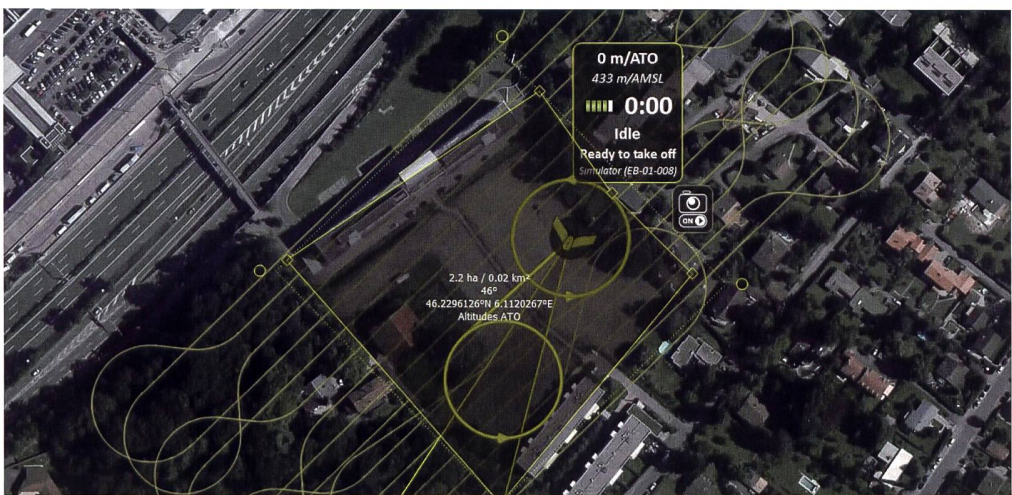 0 m/ATO
433 m/AMSL
0:00
Idle
Ready to take off
Simulator (EB-01-008)
ON
2.2 ha / 0.02 km²
46°
46.2296126°N 6.1120267°E
Altitudes ATO